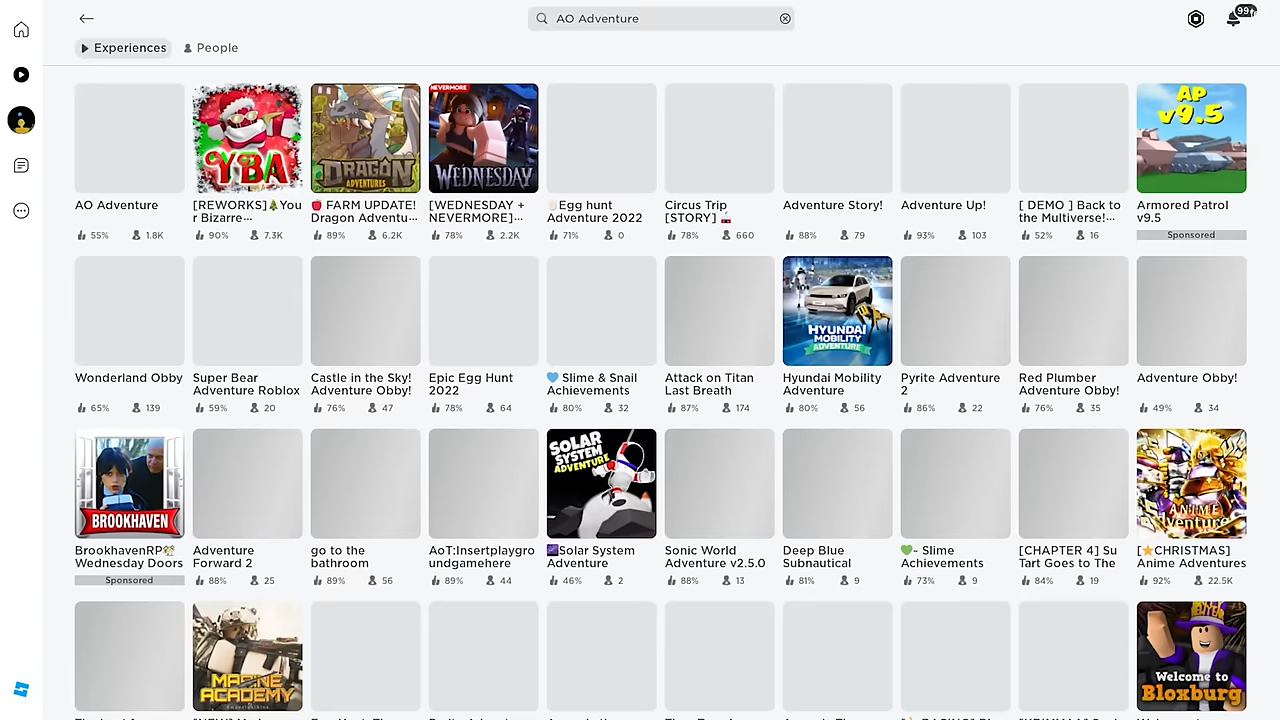 AO Adventure
99+
Experiences
People
YBA
DRAGON
ADVENTURES
NEVERMORE
WEDNESDAY
AP
v9.5
AO Adventure
[REWORKS]🎄You
r Bizarre...
🍎 FARM UPDATE!
Dragon Adventu...
[WEDNESDAY +
NEVERMORE]...
🥚Egg hunt
Adventure 2022
Circus Trip
[STORY] 🎪
Adventure Story!
Adventure Up!
[ DEMO ] Back to
the Multiverse!...
Armored Patrol
v9.5
55% 1.8K
90% 7.3K
89% 6.2K
78% 2.2K
71% 0
78% 660
88% 79
93% 103
52% 16
Sponsored
HYUNDAI
MOBILITY
ADVENTURE
Wonderland Obby
Super Bear
Adventure Roblox
Castle in the Sky!
Adventure Obby!
Epic Egg Hunt
2022
💙 Slime & Snail
Achievements
Attack on Titan
Last Breath
Hyundai Mobility
Adventure
Pyrite Adventure
2
Red Plumber
Adventure Obby!
Adventure Obby!
65% 139
59% 20
76% 47
78% 64
80% 32
87% 174
80% 56
86% 22
76% 35
49% 34
BROOKHAVEN
SOLAR
SYSTEM
ADVENTURE
ANIME
Adventures
BrookhavenRP🏡
Wednesday Doors
Adventure
Forward 2
go to the
bathroom
AoT:Insertplaygro
undgamehere
🌌Solar System
Adventure
Sonic World
Adventure v2.5.0
Deep Blue
Subnautical
💚~ Slime
Achievements
[CHAPTER 4] Su
Tart Goes to The
[⭐CHRISTMAS]
Anime Adventures
Sponsored
88% 25
89% 56
89% 44
46% 2
88% 13
81% 9
73% 9
84% 19
92% 22.5K
MARINE
ACADEMY
Welcome to
Bloxburg